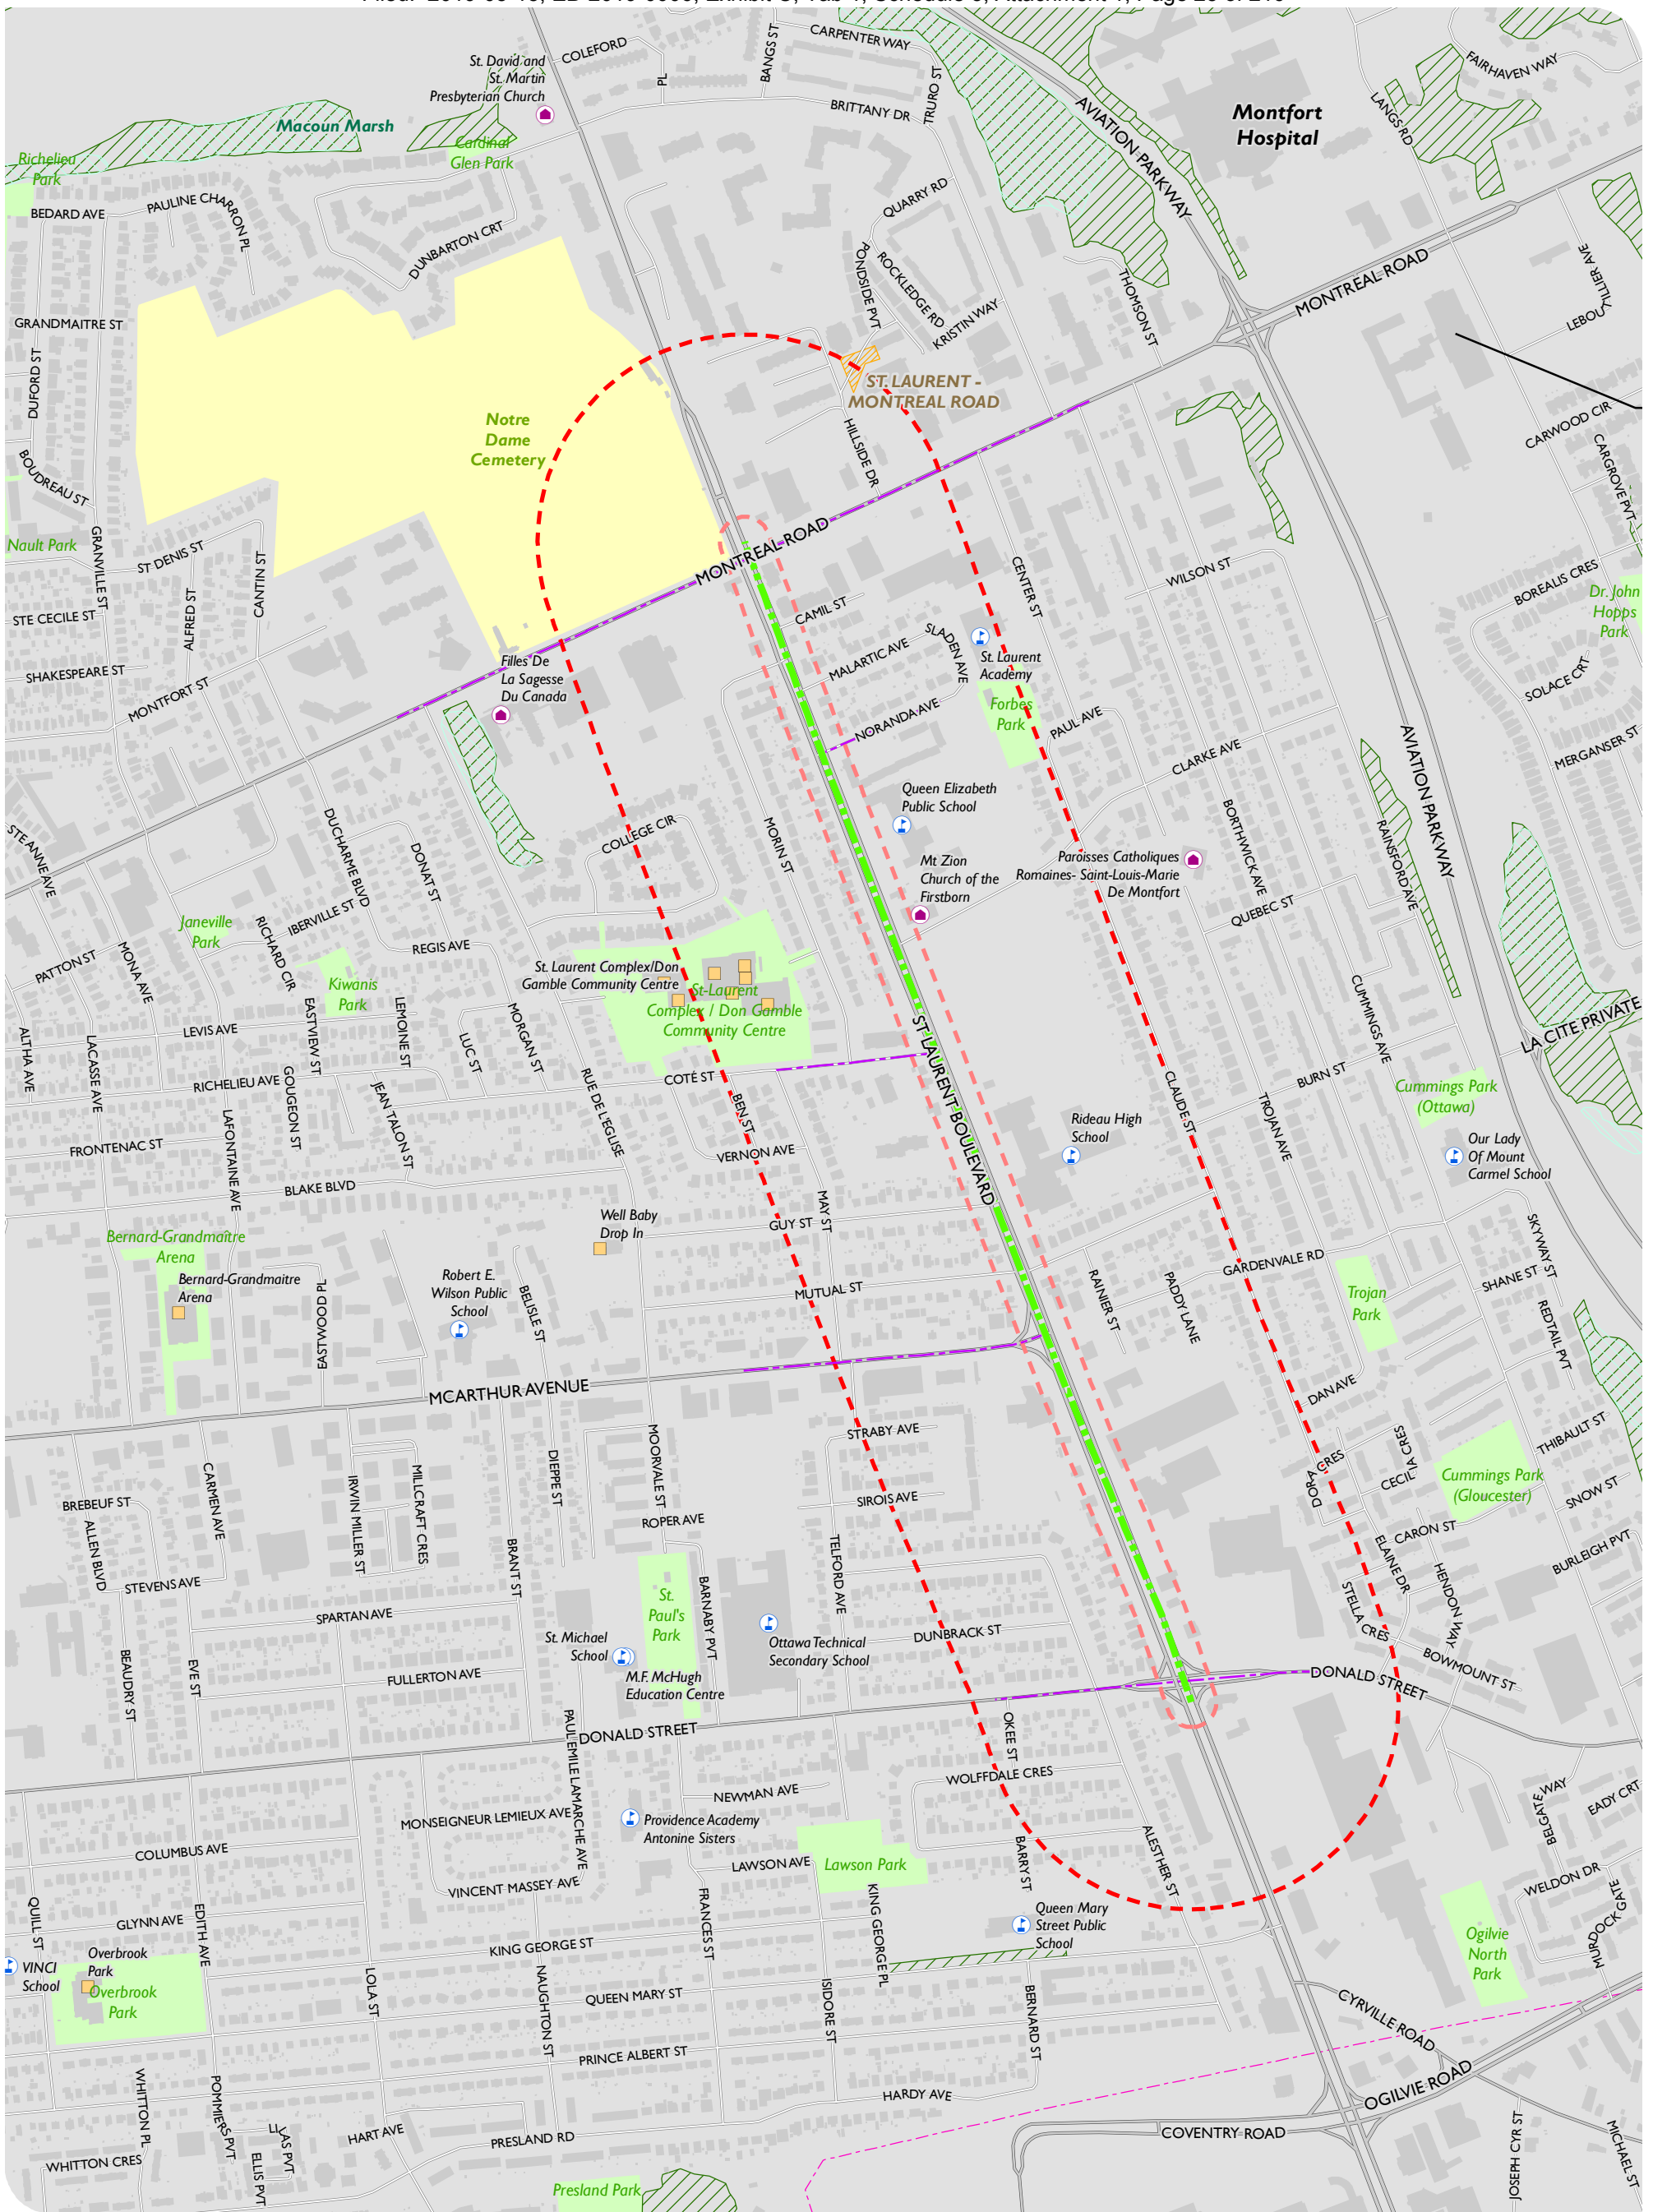 COLEFORD
PL
BANGS ST
CARPENTER WAY
TRURO ST
BRITTANY DR
St. David and
St. Martin
Presbyterian Church
Macoun Marsh
Cardinal
Glen Park
Richelieu
Park
BEDARD AVE
PAULINE CHARRON PL
DUNBARTON CRT
QUARRY RD
PONDSIDE PVT
ROCKLEDGE RD
KRISTIN WAY
THOMSON ST
AVIATION PARKWAY
Montfort
Hospital
LANGS RD
FAIRHAVEN WAY
MONTREAL ROAD
GRANDMAITRE ST
DUFORD ST
BOUDREAU ST
Nault Park
GRANVILLE ST
ST DENIS ST
CANTIN ST
ALFRED ST
STE CECILE ST
SHAKESPEARE ST
MONTFORT ST
Notre
Dame
Cemetery
ST. LAURENT -
MONTREAL ROAD
HILLSIDE DR
MONTREAL ROAD
CARWOOD CIR
CARGROVE PVT
BOREALIS CRES
Dr. John
Hopps
Park
SOLACE CRT
MERGANSER ST
CENTER ST
WILSON ST
CAMIL ST
MALARTIC AVE
SLADEN AVE
NORANDA AVE
St. Laurent
Academy
Forbes
Park
PAUL AVE
CLARKE AVE
AVIATION PARKWAY
Filles De
La Sagesse
Du Canada
Queen Elizabeth
Public School
Mt Zion
Church of the
Firstborn
Paroisses Catholiques
Romaines- Saint-Louis-Marie
De Montfort
BORTHWICK AVE
RAINSFORD AVE
QUEBEC ST
STE ANNE AVE
DUCHARME BLVD
DONAT ST
COLLEGE CIR
MORIN ST
Janeville
Park
RICHARD CIR
IBERVILLE ST
REGIS AVE
PATTON ST
MONA AVE
Kiwanis
Park
St. Laurent Complex/Don
Gamble Community Centre
St-Laurent
Complex / Don Gamble
Community Centre
ALTHA AVE
LACASSE AVE
LEVIS AVE
EASTVIEW ST
LEMOINE ST
LUC ST
MORGAN ST
RICHELIEU AVE
GOUGEON ST
JEAN TALON ST
RUE DE L'EGLISE
COTÉ ST
BEN ST
VERNON AVE
ST LAURENT BOULEVARD
CLAUDE ST
CUMMINGS AVE
LA CITE PRIVATE
BURN ST
TROJAN AVE
Cummings Park
(Ottawa)
Our Lady
Of Mount
Carmel School
Rideau High
School
FRONTENAC ST
LAFONTAINE AVE
BLAKE BLVD
Well Baby
Drop In
GUY ST
MAY ST
MUTUAL ST
Bernard-Grandmaitre
Arena
Bernard-Grandmaitre
Arena
EASTWOOD PL
Robert E.
Wilson Public
School
BELISLE ST
RAINIER ST
PADDY LANE
GARDENVALE RD
Trojan
Park
SHANE ST
SKYWAY ST
REDTAIL PVT
MCARTHUR AVENUE
DAN AVE
THIBAULT ST
STRABY AVE
SIROIS AVE
MOORVALE ST
ROPER AVE
DIEPPE ST
BRANT ST
MILLCRAFT CRES
IRWIN MILLER ST
CARMEN AVE
BREBEUF ST
ALLEN BLVD
STEVENS AVE
SPARTAN AVE
CECILIA CRES
DORA CRES
Cummings Park
(Gloucester)
SNOW ST
CARON ST
BURLEIGH PVT
ELAINE DR
HENDON WAY
STELLA CRES
BOWMOUNT ST
BEAUDRY ST
EVE ST
FULLERTON AVE
St. Michael
School
St.
Paul's
Park
BARNABY PVT
M.F. McHugh
Education Centre
Ottawa Technical
Secondary School
TELFORD AVE
DUNBRACK ST
DONALD STREET
DONALD STREET
PAUL EMILE LAMARCHE AVE
OKEE ST
WOLFFDALE CRES
NEWMAN AVE
MONSEIGNEUR LEMIEUX AVE
Providence Academy
Antonine Sisters
COLUMBUS AVE
VINCENT MASSEY AVE
LAWSON AVE
Lawson Park
BARRY ST
ALESTHER ST
BELGATE WAY
EADY CRT
WELDON DR
MURDOCK GATE
QUILL ST
GLYNN AVE
EDITH AVE
KING GEORGE ST
FRANCES ST
KING GEORGE PL
Queen Mary
Street Public
School
Ogilvie
North
Park
VINCI
School
Overbrook
Park
Overbrook
Park
LOLA ST
NAUGHTON ST
QUEEN MARY ST
ISIDORE ST
BERNARD ST
CYRVILLE ROAD
PRINCE ALBERT ST
HARDY AVE
OGILVIE ROAD
COVENTRY ROAD
WHITTON PL
POMMIERS PVT
LILAS PVT
ELLIS PVT
HART AVE
PRESLAND RD
WHITTON CRES
Presland Park
JOSEPH CYR ST
MICHAEL ST